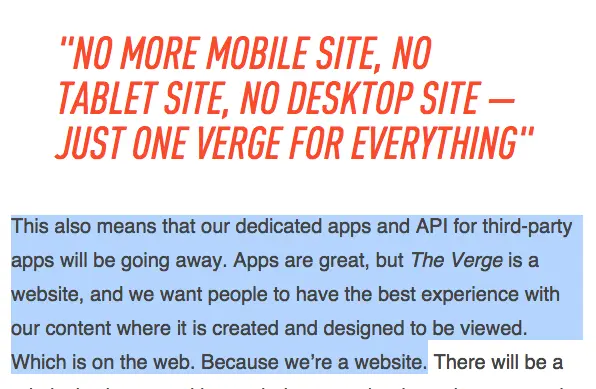 "NO MORE MOBILE SITE, NO
TABLET SITE, NO DESKTOP SITE —
JUST ONE VERGE FOR EVERYTHING"
This also means that our dedicated apps and API for third-party
apps will be going away. Apps are great, but The Verge is a
website, and we want people to have the best experience with
our content where it is created and designed to be viewed.
Which is on the web. Because we’re a website. There will be a